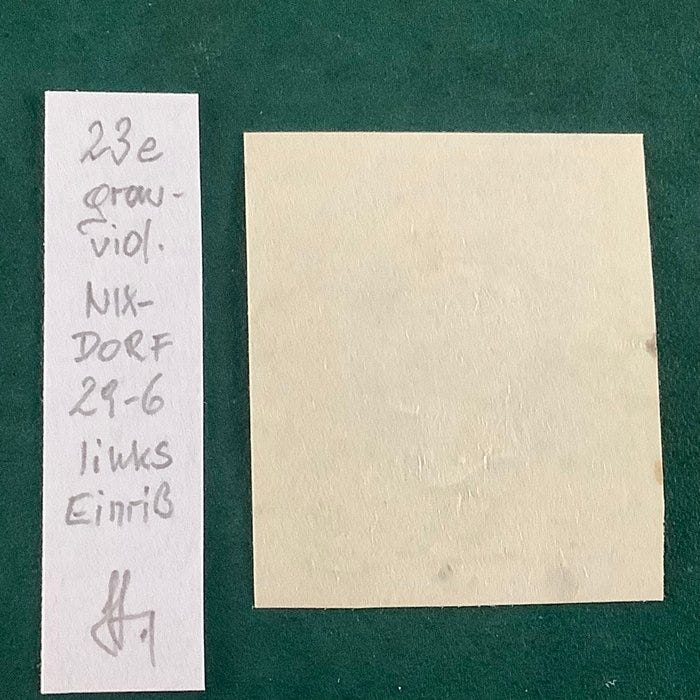 23e
grau-
viol.
NIX-
DORF
29-6
links
Einriß